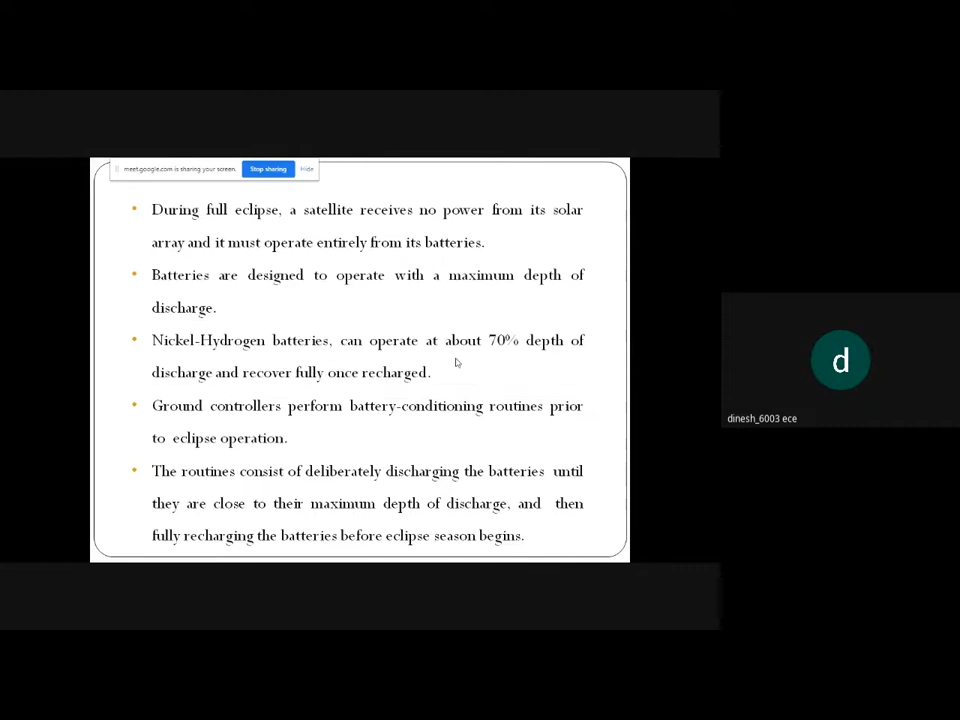 meet.google.com is sharing your screen. Stop sharing Hide
• During full eclipse, a satellite receives no power from its solar
array and it must operate entirely from its batteries.
• Batteries are designed to operate with a maximum depth of
discharge.
• Nickel-Hydrogen batteries, can operate at about 70% depth of
discharge and recover fully once recharged.
• Ground controllers perform battery-conditioning routines prior
to eclipse operation.
• The routines consist of deliberately discharging the batteries until
they are close to their maximum depth of discharge, and then
fully recharging the batteries before eclipse season begins.
d
dinesh_6003 ece